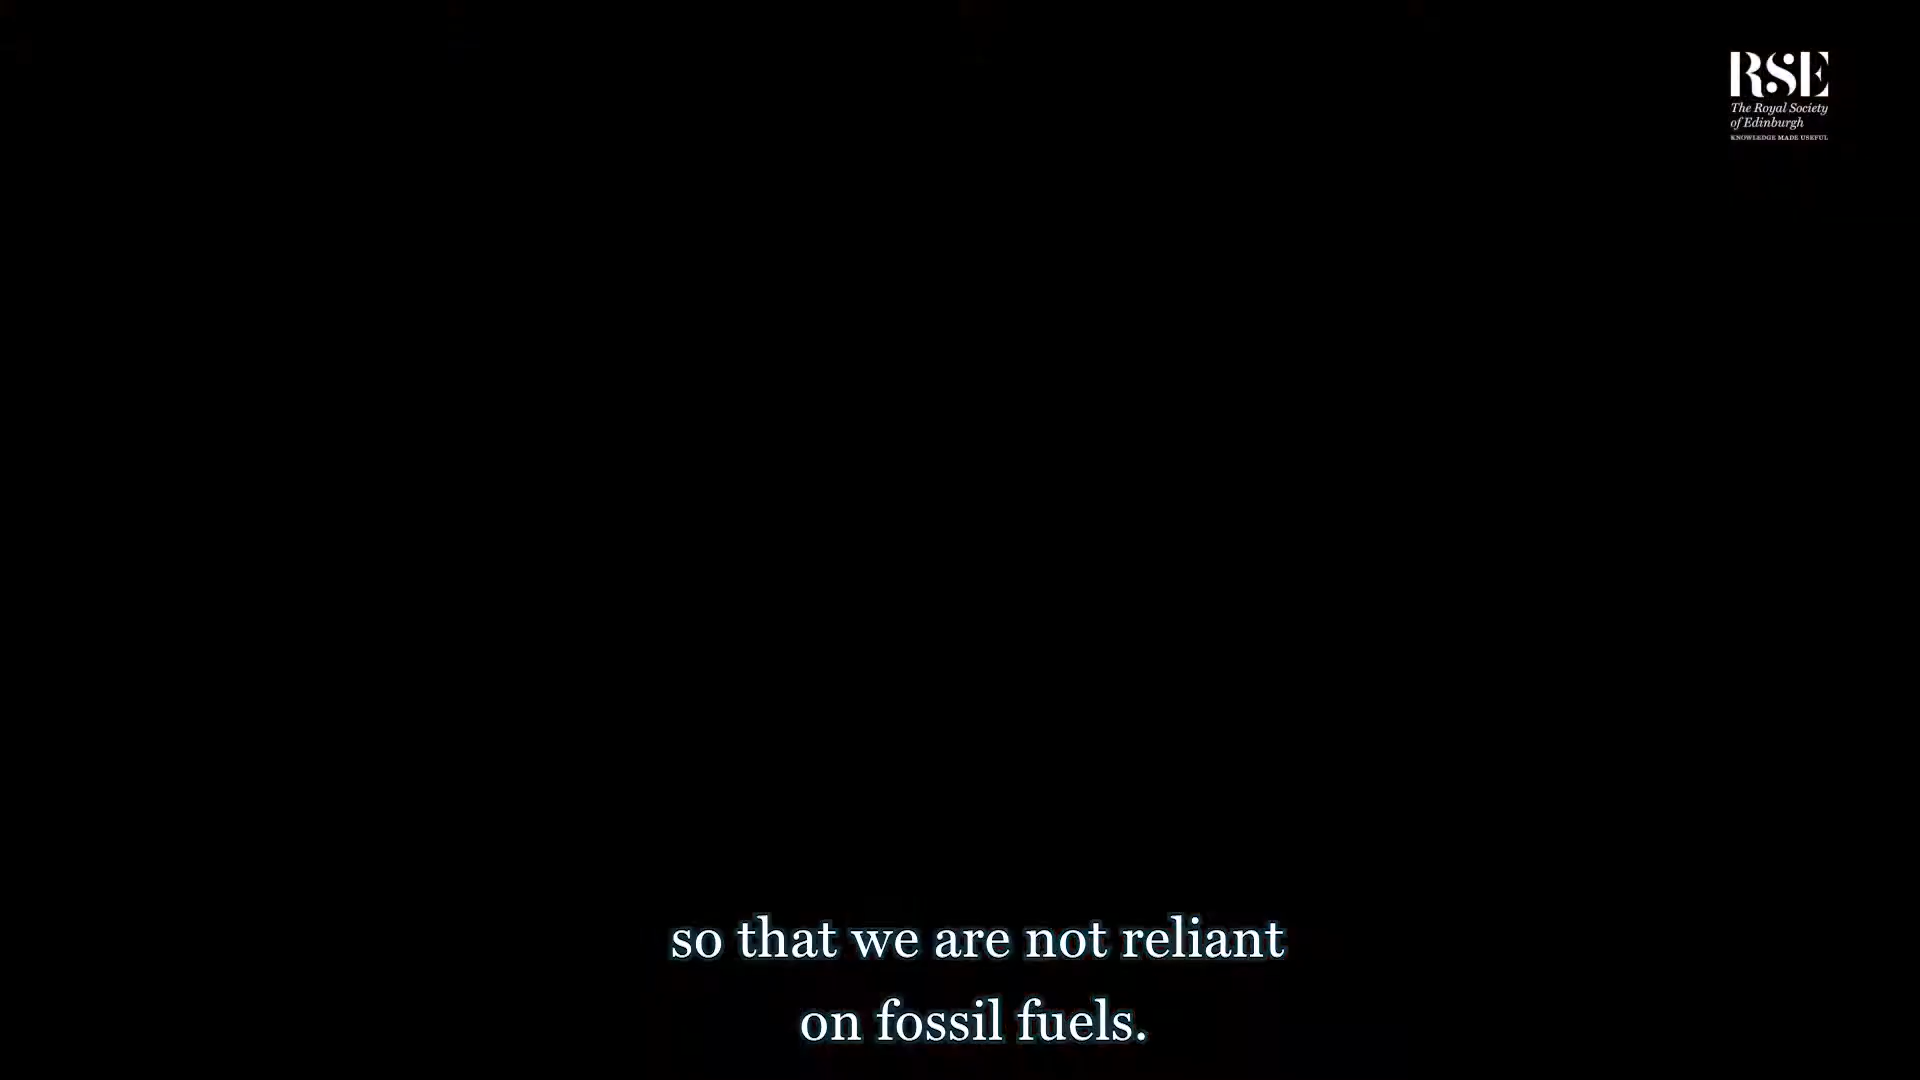 RSE
The Royal Society
of Edinburgh
KNOWLEDGE MADE USEFUL
so that we are not reliant
on fossil fuels.